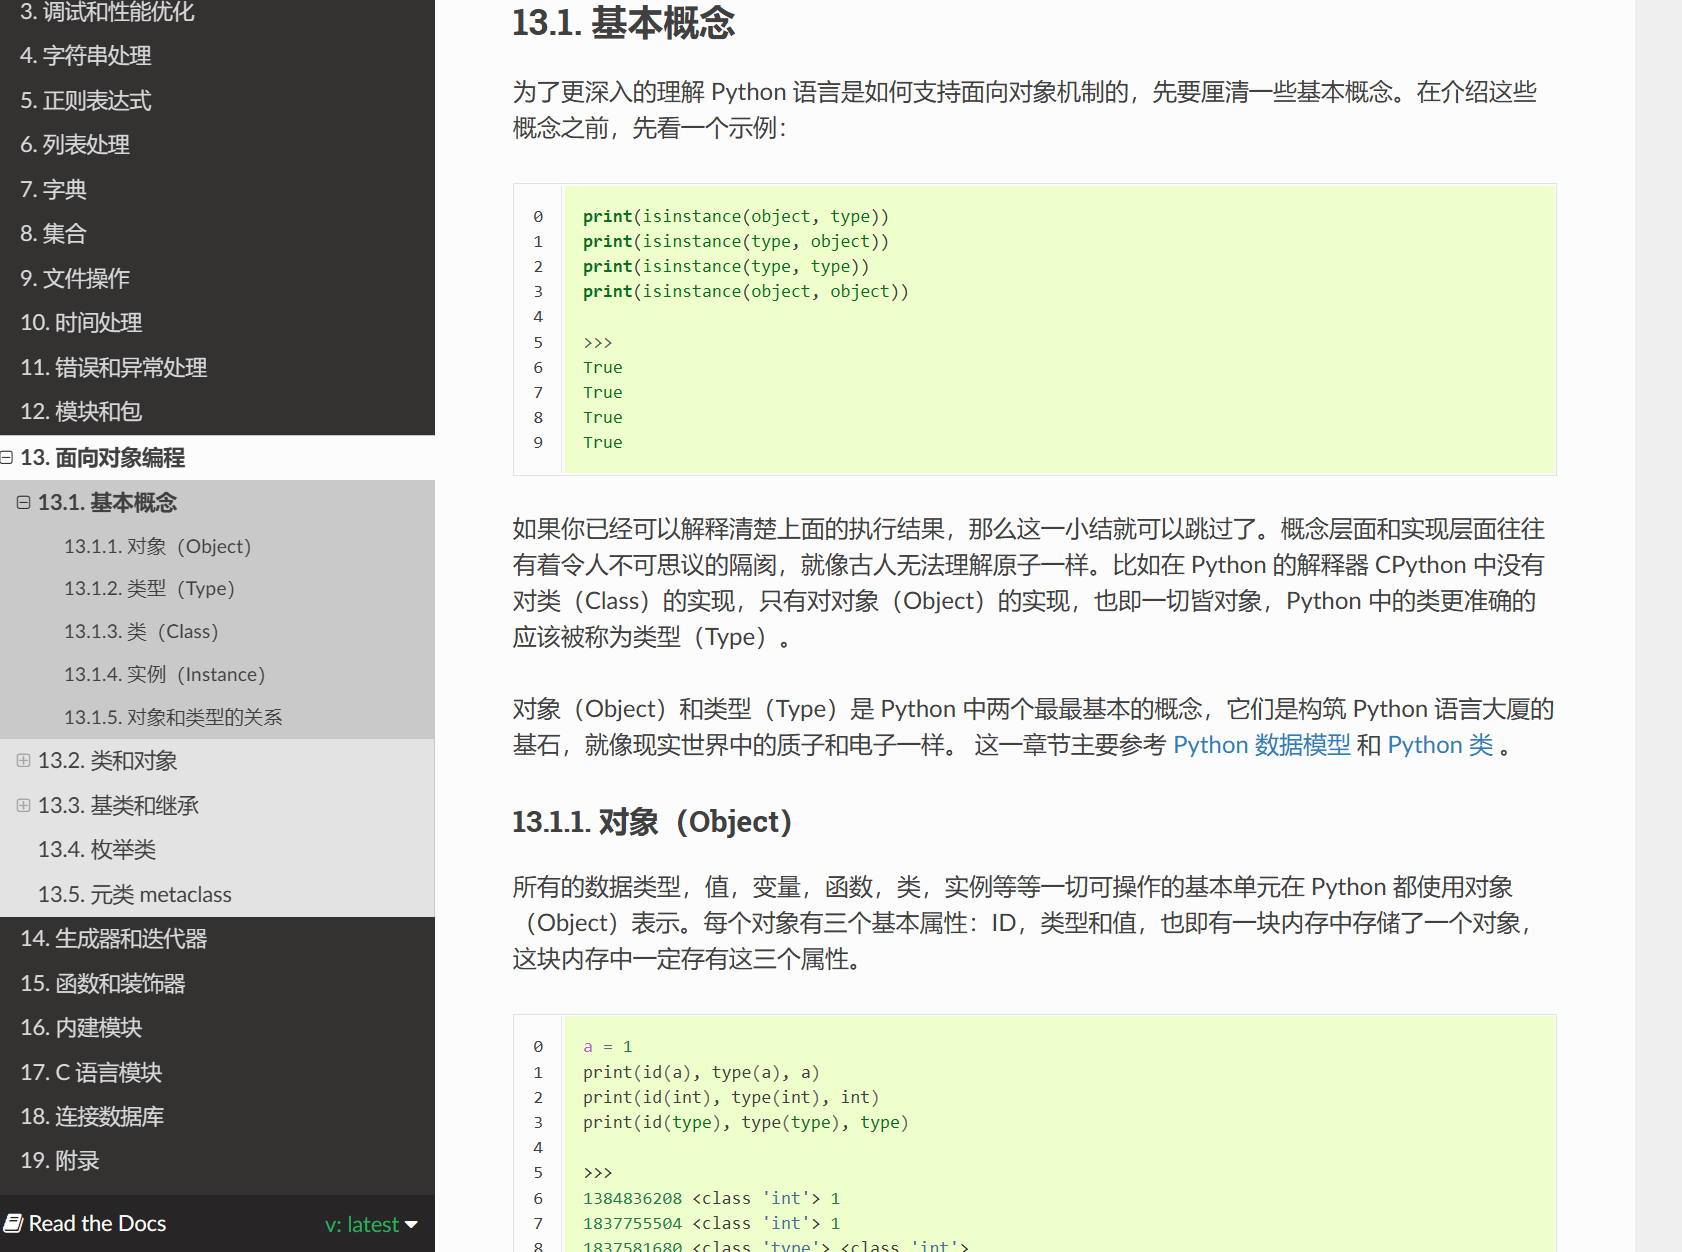 3. 调试和性能优化
4. 字符串处理
5. 正则表达式
6. 列表处理
7. 字典
8. 集合
9. 文件操作
10. 时间处理
11. 错误和异常处理
12. 模块和包
13. 面向对象编程
13.1. 基本概念
13.1.1. 对象（Object）
13.1.2. 类型（Type）
13.1.3. 类（Class）
13.1.4. 实例（Instance）
13.1.5. 对象和类型的关系
13.2. 类和对象
13.3. 基类和继承
13.4. 枚举类
13.5. 元类 metaclass
14. 生成器和迭代器
15. 函数和装饰器
16. 内建模块
17. C 语言模块
18. 连接数据库
19. 附录
Read the Docs
v: latest
13.1. 基本概念
为了更深入的理解 Python 语言是如何支持面向对象机制的，先要厘清一些基本概念。在介绍这些
概念之前，先看一个示例：
0 print(isinstance(object, type))
1 print(isinstance(type, object))
2 print(isinstance(type, type))
3 print(isinstance(object, object))
4
5 >>>
6 True
7 True
8 True
9 True
如果你已经可以解释清楚上面的执行结果，那么这一小结就可以跳过了。概念层面和实现层面往往
有着令人不可思议的隔阂，就像古人无法理解原子一样。比如在 Python 的解释器 CPython 中没有
对类（Class）的实现，只有对对象（Object）的实现，也即一切皆对象，Python 中的类更准确的
应该被称为类型（Type）。
对象（Object）和类型（Type）是 Python 中两个最最基本的概念，它们是构筑 Python 语言大厦的
基石，就像现实世界中的质子和电子一样。 这一章节主要参考 Python 数据模型 和 Python 类 。
13.1.1. 对象（Object）
所有的数据类型，值，变量，函数，类，实例等等一切可操作的基本单元在 Python 都使用对象
（Object）表示。每个对象有三个基本属性：ID，类型和值，也即有一块内存中存储了一个对象，
这块内存中一定存有这三个属性。
0 a = 1
1 print(id(a), type(a), a)
2 print(id(int), type(int), int)
3 print(id(type), type(type), type)
4
5 >>>
6 1384836208 <class 'int'> 1
7 1837755504 <class 'int'> 1
8 1837581680 <class 'type'> <class 'int'>